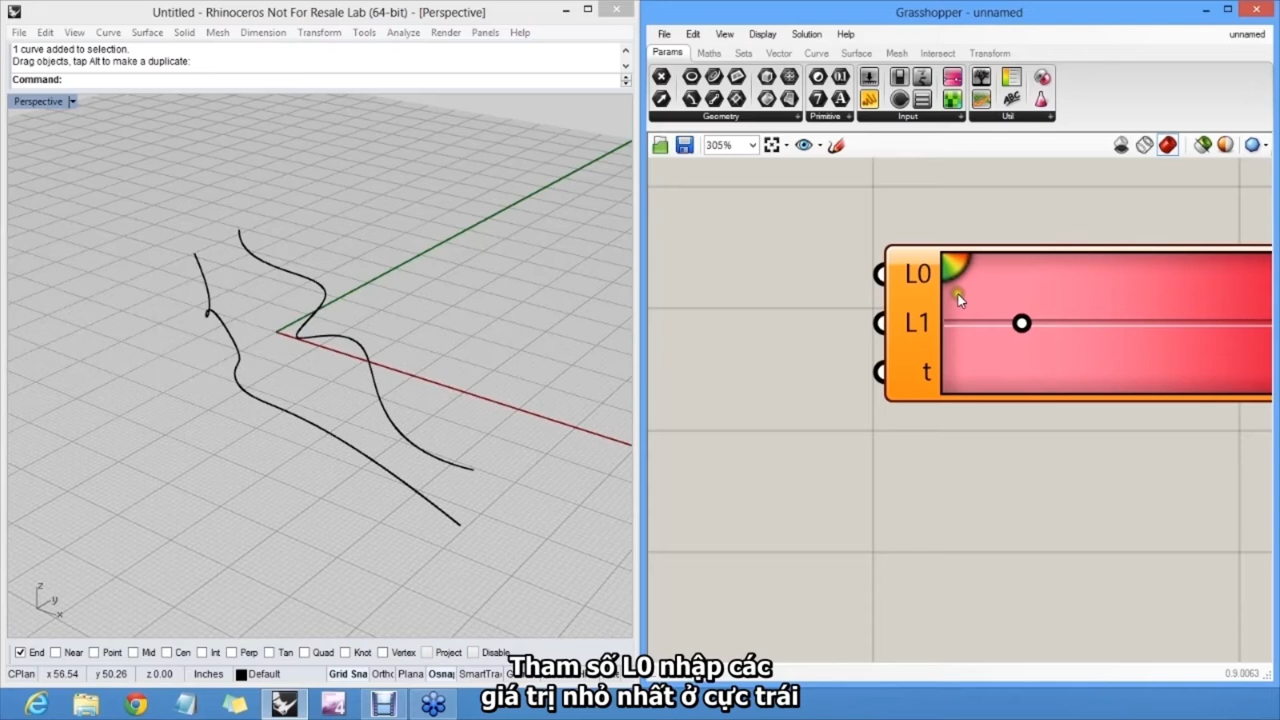 Untitled - Rhinoceros Not For Resale Lab (64-bit) - [Perspective]
File Edit View Curve Surface Solid Mesh Dimension Transform Tools Analyze Render Panels Help
1 curve added to selection.
Drag objects, tap Alt to make a duplicate:
Command:
Perspective
z
y
x
End Near Point Mid Cen Int Perp Tan Quad Knot Vertex Project Disable
CPlan x 56.54 y 50.26 z 0.00 Inches Default Grid Sna Ortho Plana Osna SmartTra
Grasshopper - unnamed
File Edit View Display Solution Help unnamed
Params Maths Sets Vector Curve Surface Mesh Intersect Transform
Geometry Primitive Input Util
305%
L0
L1
t
0.9.0063
Tham số L0 nhập các
giá trị nhỏ nhất ở cực trái